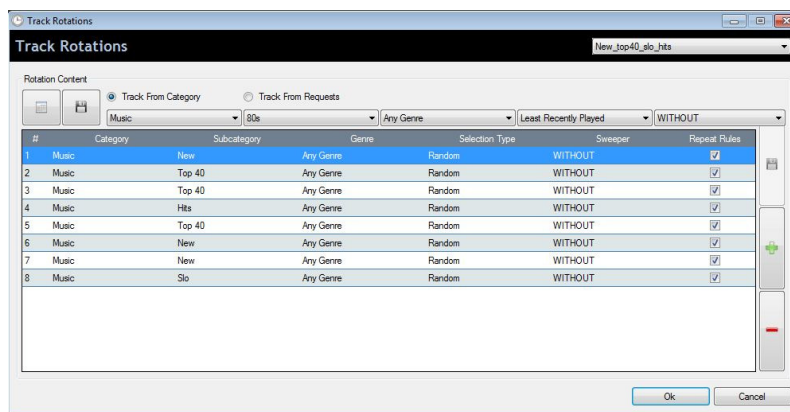 Track Rotations
Track Rotations New_top40_slo_hits
Rotation Content
Track From Category Track From Requests
Music 80s Any Genre Least Recently Played WITHOUT
# Category Subcategory Genre Selection Type Sweeper Repeat Rules
1 Music New Any Genre Random WITHOUT
2 Music Top 40 Any Genre Random WITHOUT
3 Music Top 40 Any Genre Random WITHOUT
4 Music Hits Any Genre Random WITHOUT
5 Music Top 40 Any Genre Random WITHOUT
6 Music New Any Genre Random WITHOUT
7 Music New Any Genre Random WITHOUT
8 Music Slo Any Genre Random WITHOUT
Ok Cancel